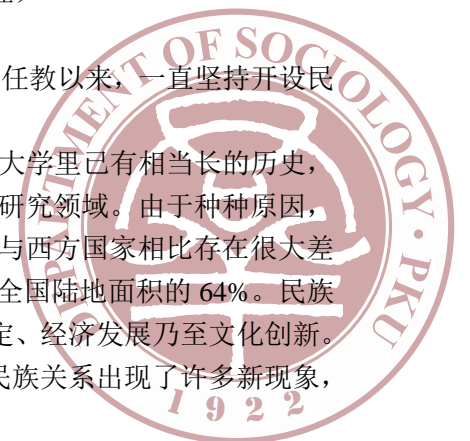 任教以来，一直坚持开设民
大学里已有相当长的历史，
研究领域。由于种种原因，
与西方国家相比存在很大差
全国陆地面积的 64%。民族
定、经济发展乃至文化创新。
民族关系出现了许多新现象，
DEPARTMENT OF SOCIOLOGY · PKU
1922